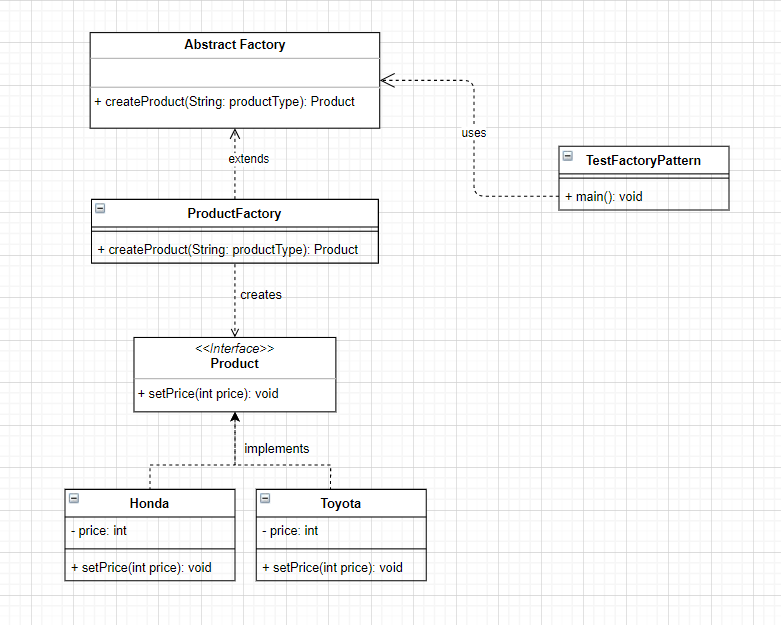 Abstract Factory
+ createProduct(String: productType): Product
uses
extends
TestFactoryPattern
+ main(): void
ProductFactory
+ createProduct(String: productType): Product
creates
<<Interface>>
Product
+ setPrice(int price): void
implements
Honda
- price: int
+ setPrice(int price): void
Toyota
- price: int
+ setPrice(int price): void